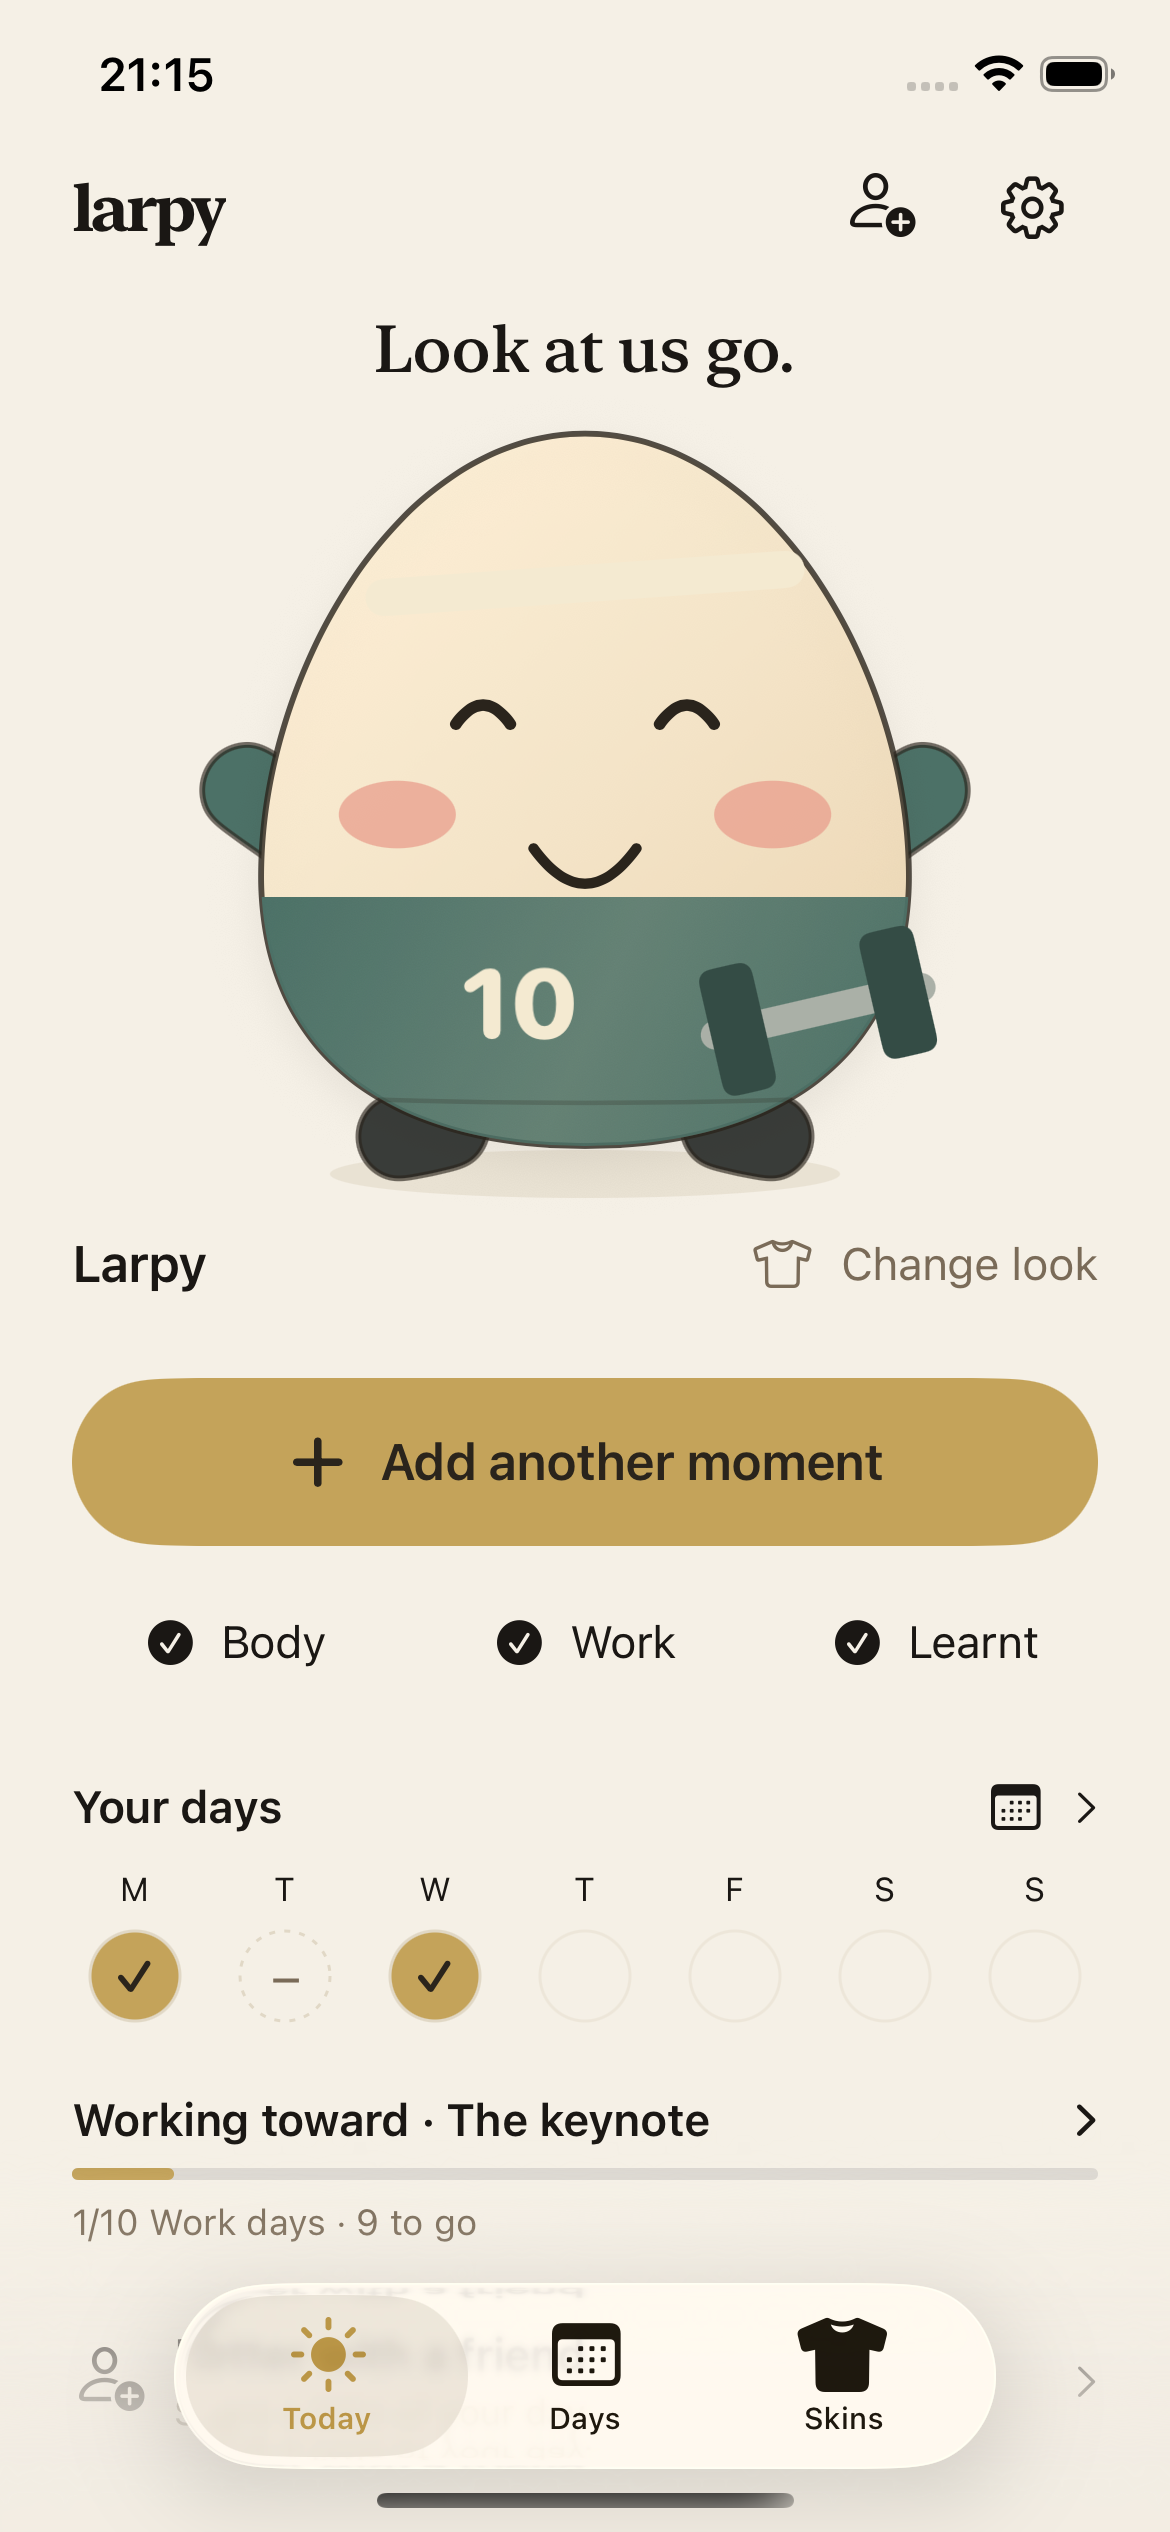 21:15
larpy
Look at us go.
10
Larpy
Change look
Add another moment
Body
Work
Learnt
Your days
M T W T F S S
Working toward · The keynote
1/10 Work days · 9 to go
Today
Days
Skins